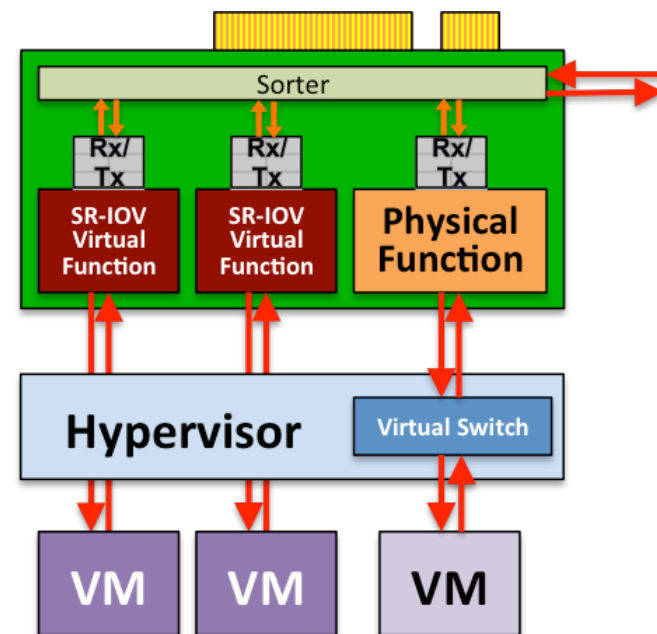 Sorter
Rx/
Tx
Rx/
Tx
Rx/
Tx
SR-IOV
Virtual
Function
SR-IOV
Virtual
Function
Physical
Function
Hypervisor
Virtual Switch
VM
VM
VM